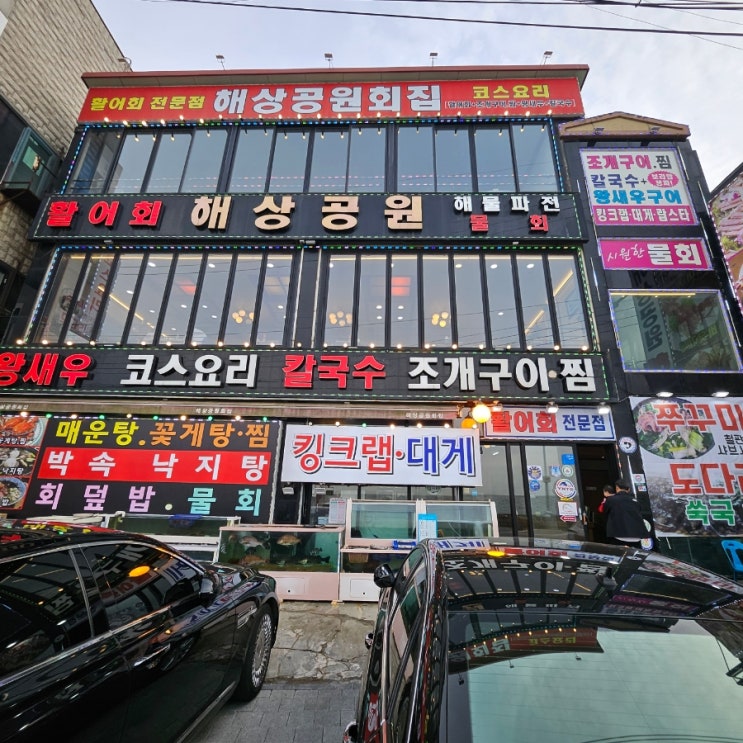 활어회 전문점 해상공원회집 코스요리
활어회 해상공원 해물파전
물회
왕새우 코스요리 칼국수 조개구이·찜
조개구이.찜
칼국수+
왕새우구이
킹크랩·대게·랍스타
시원한 물회
매운탕.꽃게탕·찜
박속낙지탕
회덮밥·물회
킹크랩·대게
활어회 전문점
쭈꾸미
도다리
쑥국